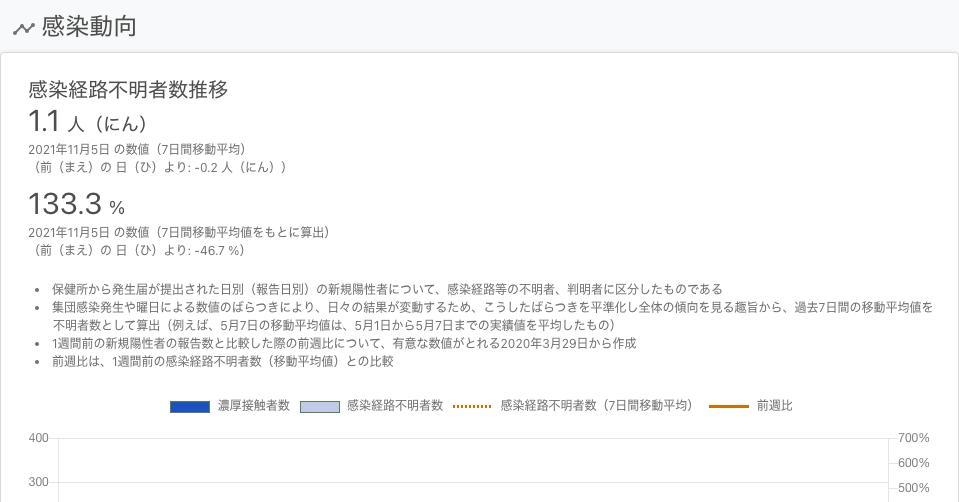 感染動向
感染経路不明者数推移
1.1 人（にん）
2021年11月5日 の数値（7日間移動平均）
（前（まえ）の 日（ひ）より: -0.2 人（にん））
133.3 %
2021年11月5日 の数値（7日間移動平均値をもとに算出）
（前（まえ）の 日（ひ）より: -46.7 %）
• 保健所から発生届が提出された日別（報告日別）の新規陽性者について、感染経路等の不明者、判明者に区分したものである
• 集団感染発生や曜日による数値のばらつきにより、日々の結果が変動するため、こうしたばらつきを平準化し全体の傾向を見る趣旨から、過去7日間の移動平均値を
不明者数として算出（例えば、5月7日の移動平均値は、5月1日から5月7日までの実績値を平均したもの）
• 1週間前の新規陽性者の報告数と比較した際の前週比について、有意な数値がとれる2020年3月29日から作成
• 前週比は、1週間前の感染経路不明者数（移動平均値）との比較
濃厚接触者数 感染経路不明者数 感染経路不明者数（7日間移動平均） 前週比
400 700%
600%
300 500%